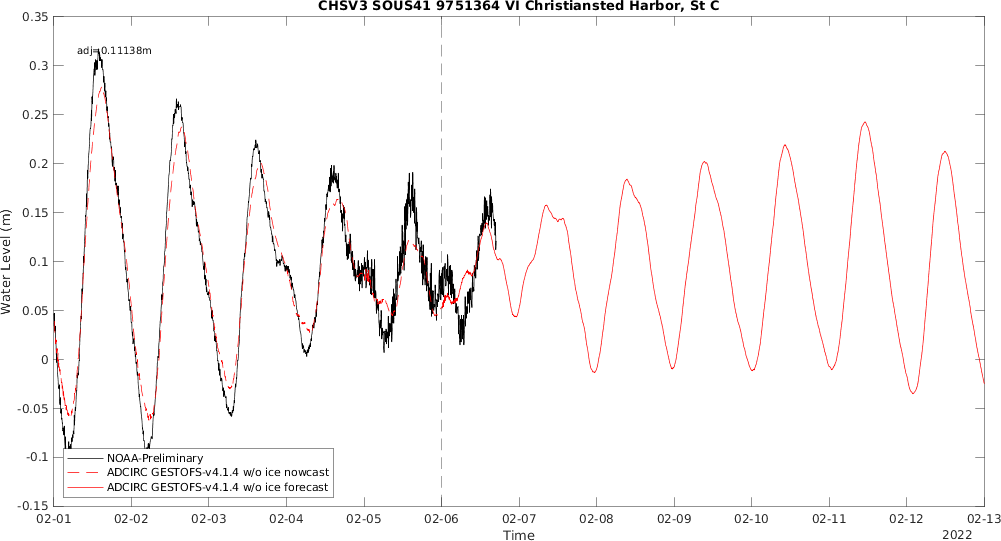 CHSV3 SOUS41 9751364 VI Christiansted Harbor, St C
adj=0.11138m
Water Level (m)
0.35
0.3
0.25
0.2
0.15
0.1
0.05
0
-0.05
-0.1
-0.15
NOAA-Preliminary
ADCIRC GESTOFS-v4.1.4 w/o ice nowcast
ADCIRC GESTOFS-v4.1.4 w/o ice forecast
02-01 02-02 02-03 02-04 02-05 02-06 02-07 02-08 02-09 02-10 02-11 02-12 02-13
Time
2022